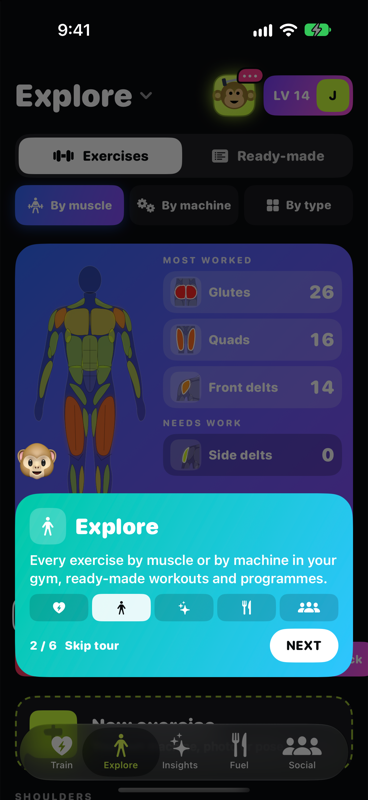 9:41
Explore
LV 14 J
Exercises
Ready-made
By muscle
By machine
By type
MOST WORKED
Glutes 26
Quads 16
Front delts 14
NEEDS WORK
Side delts 0
Explore
Every exercise by muscle or by machine in your
gym, ready-made workouts and programmes.
2 / 6 Skip tour
NEXT
New exercise
Train
Explore
Insights
Fuel
Social
SHOULDERS